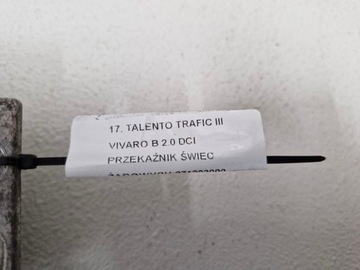 17. TALENTO TRAFIC III
VIVARO B 2.0 DCI
PRZEKAŹNIK ŚWIEC